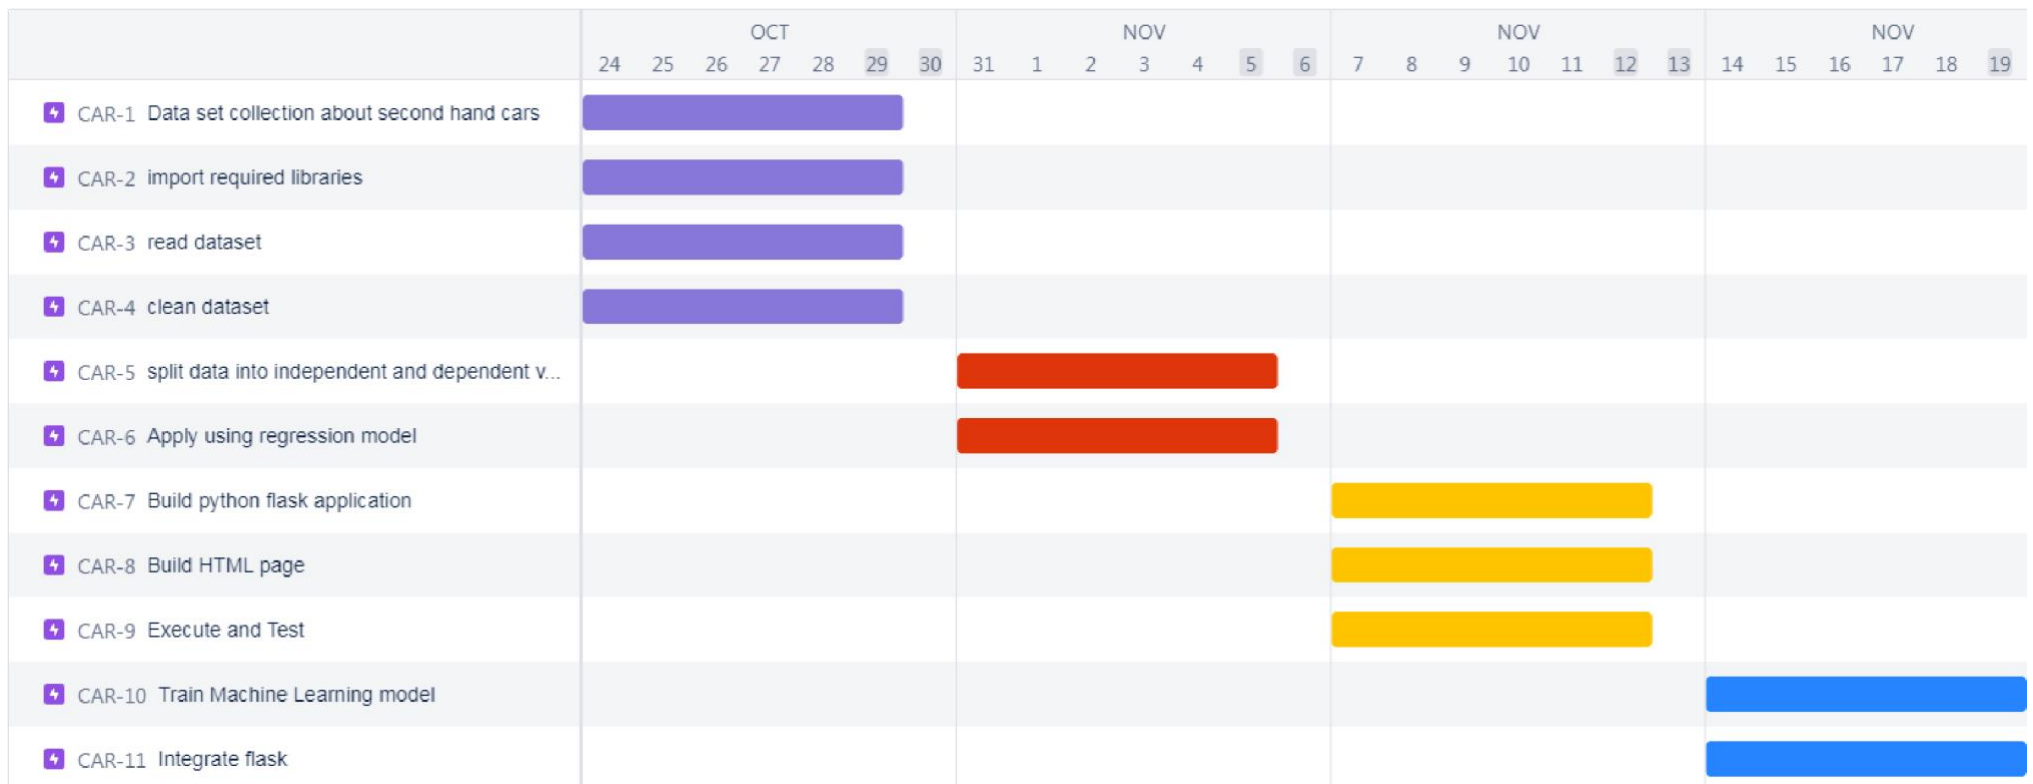 OCT NOV NOV NOV
24 25 26 27 28 29 30 31 1 2 3 4 5 6 7 8 9 10 11 12 13 14 15 16 17 18 19
CAR-1 Data set collection about second hand cars
CAR-2 import required libraries
CAR-3 read dataset
CAR-4 clean dataset
CAR-5 split data into independent and dependent v...
CAR-6 Apply using regression model
CAR-7 Build python flask application
CAR-8 Build HTML page
CAR-9 Execute and Test
CAR-10 Train Machine Learning model
CAR-11 Integrate flask